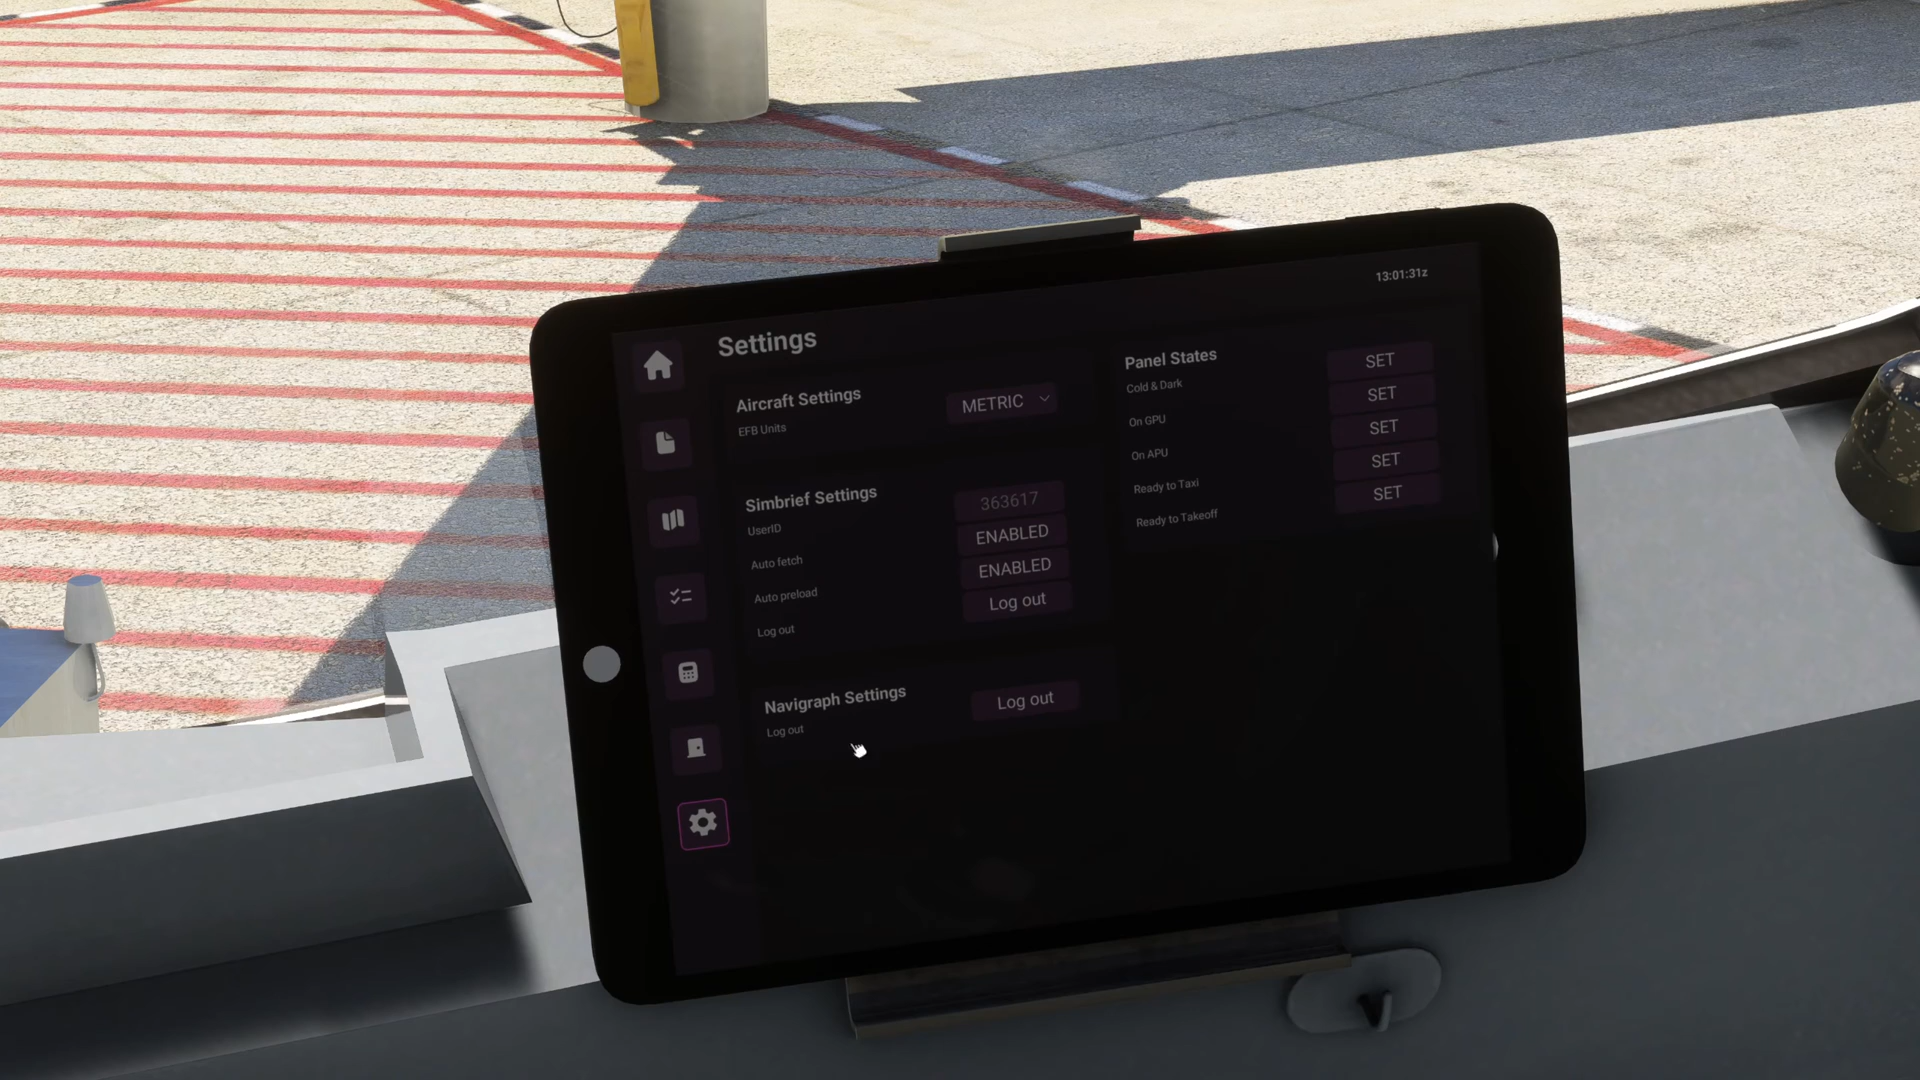 13:01:31z
Settings
Aircraft Settings
EFB Units
METRIC
Simbrief Settings
UserID
363617
Auto fetch
ENABLED
Auto preload
ENABLED
Log out
Log out
Navigraph Settings
Log out
Log out
Panel States
Cold & Dark
SET
On GPU
SET
On APU
SET
Ready to Taxi
SET
Ready to Takeoff
SET